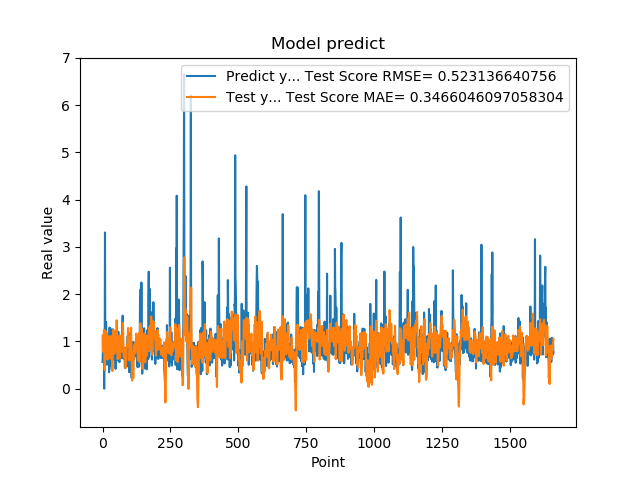 Model predict
Predict y... Test Score RMSE= 0.523136640756
Test y... Test Score MAE= 0.3466046097058304
Real value
7
6
5
4
3
2
1
0
0 250 500 750 1000 1250 1500
Point